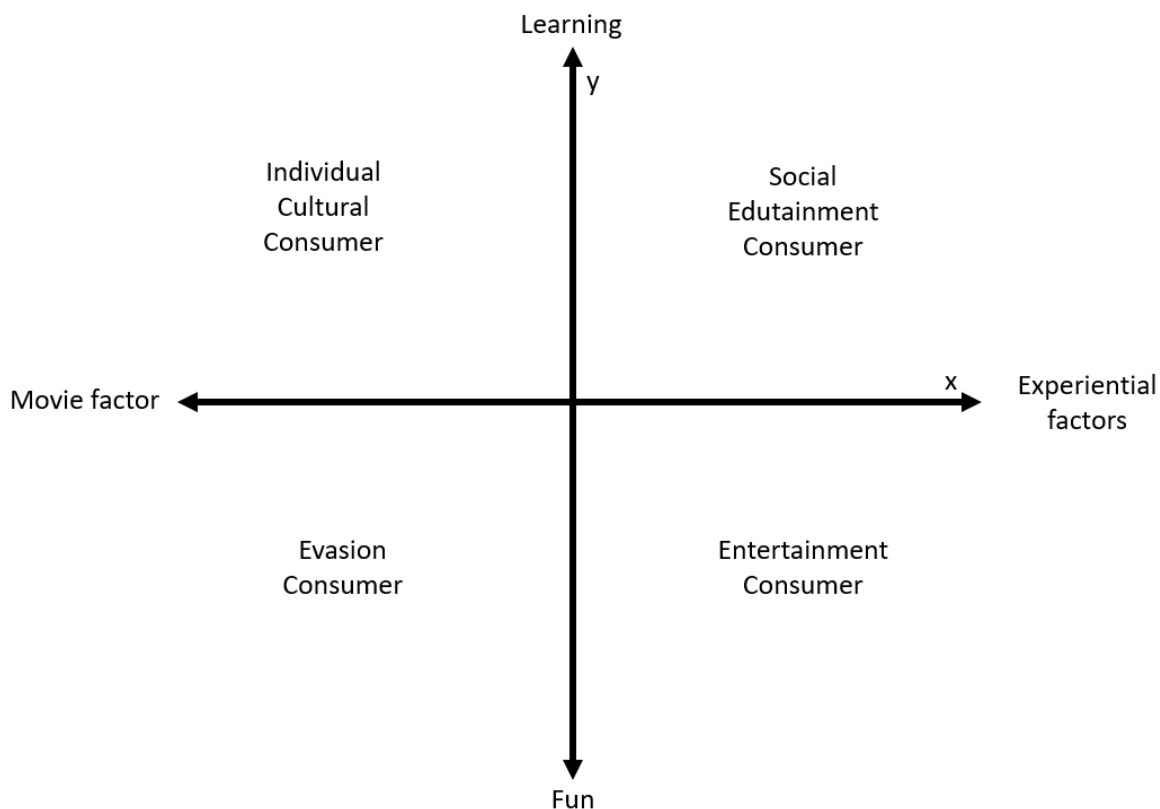 Learning
y
Individual
Cultural
Consumer
Social
Edutainment
Consumer
Movie factor
x
Experiential
factors
Evasion
Consumer
Entertainment
Consumer
Fun